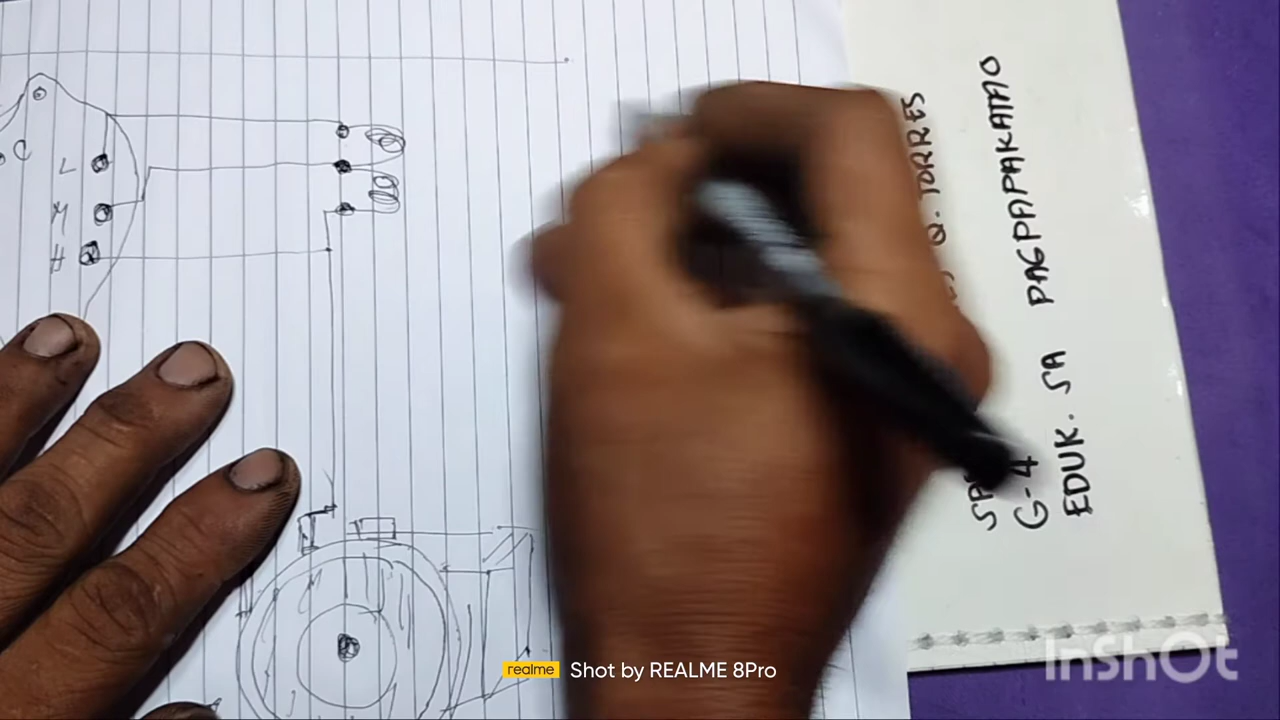 C
L
M
H
Q. TORRES
G-4
EDUK. SA PAGPAPAKATAO
realme Shot by REALME 8Pro
InShOt